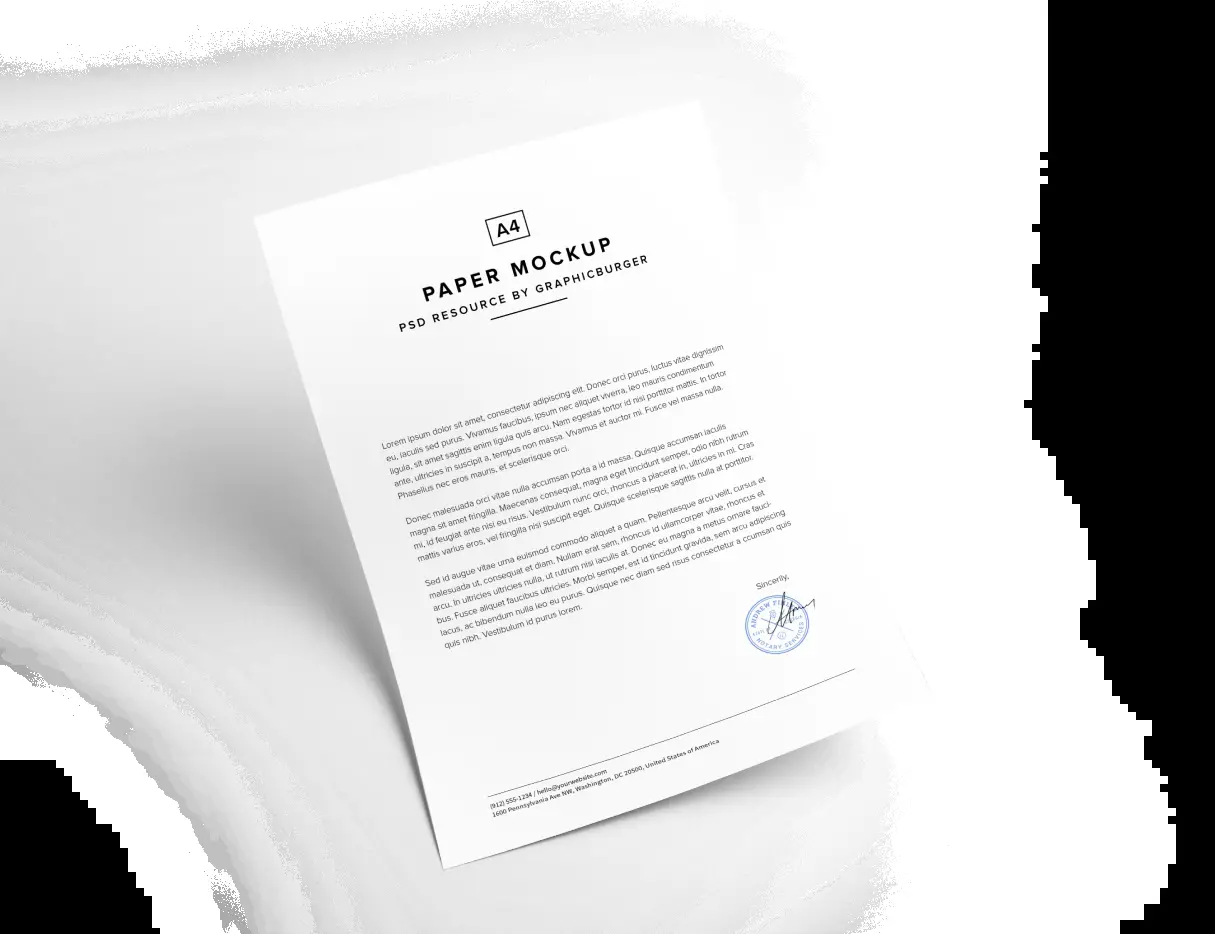 A4
PAPER MOCKUP
PSD RESOURCE BY GRAPHICBURGER
Lorem ipsum dolor sit amet, consectetur adipiscing elit. Donec orci purus, luctus vitae dignissim
eu, iaculis sed purus. Vivamus faucibus, ipsum nec aliquet viverra, leo mauris condimentum
ligula, sit amet sagittis enim ligula quis arcu. Nam egestas tortor id nisi porttitor mattis. In tortor
ante, ultricies in suscipit a, tempus non massa. Vivamus et auctor mi. Fusce vel massa nulla.
Phasellus nec eros mauris, et scelerisque orci.
Donec malesuada orci vitae nulla accumsan porta a id massa. Quisque accumsan iaculis
magna sit amet fringilla. Maecenas consequat, magna eget tincidunt semper, odio nibh rutrum
mi, id feugiat ante nisi eu risus. Vestibulum nunc orci, rhoncus a placerat in, ultricies in mi. Cras
mattis varius eros, vel fringilla nisi suscipit eget. Quisque scelerisque sagittis nulla at porttitor.
Sed id augue vitae urna euismod commodo aliquet a quam. Pellentesque arcu velit, cursus et
malesuada ut, consequat et diam. Nullam erat sem, rhoncus id ullamcorper vitae, rhoncus et
arcu. In ultricies ultricies nulla, ut rutrum nisi iaculis at. Donec eu magna a metus ornare fauci-
bus. Fusce aliquet faucibus ultricies. Morbi semper, est id tincidunt gravida, sem arcu adipiscing
lacus, ac bibendum nulla leo eu purus. Quisque nec diam sed risus consectetur a ccumsan quis
quis nibh. Vestibulum id purus lorem.
Sincerily,
ANDREW
NOTARY SERVICES
(912) 555-1234 / hello@yourwebsite.com
1600 Pennsylvania Ave NW, Washington, DC 20500, United States of America